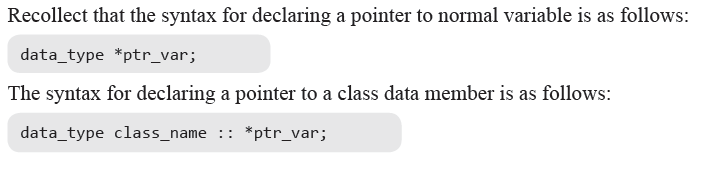 Recollect that the syntax for declaring a pointer to normal variable is as follows:
data_type *ptr_var;
The syntax for declaring a pointer to a class data member is as follows:
data_type class_name :: *ptr_var;